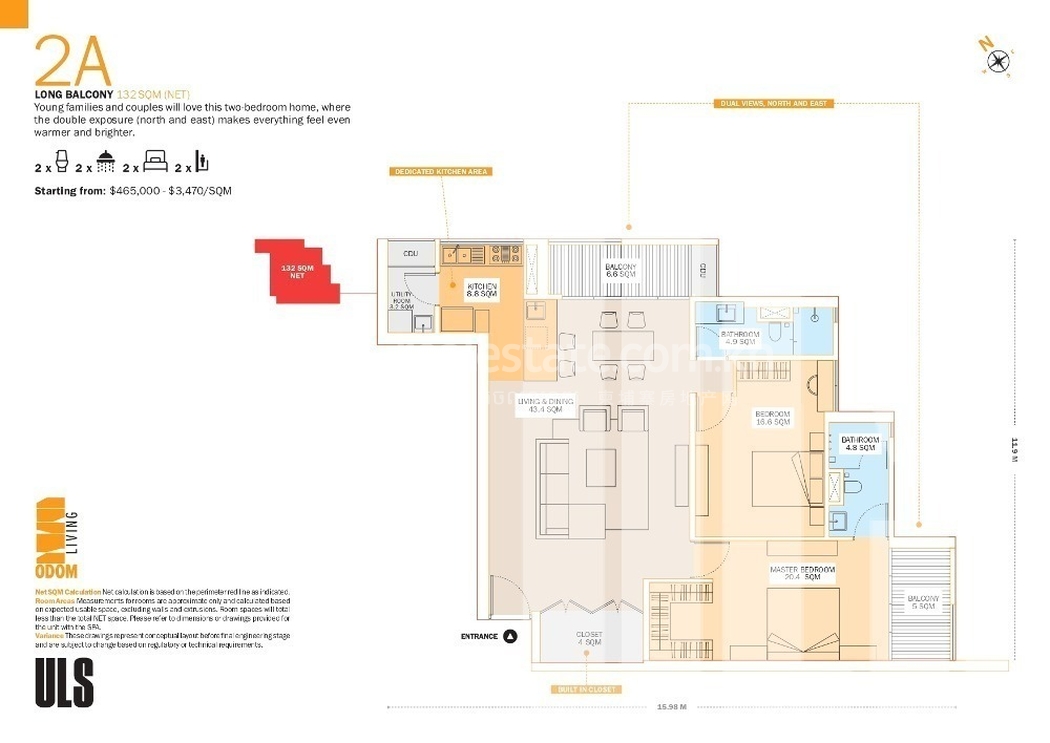 2A
LONG BALCONY 132 SQM (NET)
Young families and couples will love this two-bedroom home, where
the double exposure (north and east) makes everything feel even
warmer and brighter.
2 x 2 x 2 x 2 x
Starting from: $465,000 - $3,470/SQM
N
DUAL VIEWS, NORTH AND EAST
DEDICATED KITCHEN AREA
132 SQM
NET
CDU
UTILITY
ROOM
3.2 SQM
KITCHEN
8.8 SQM
BALCONY
6.6 SQM
CDU
BATHROOM
4.9 SQM
estate.com.kh
LIVING & DINING
43.4 SQM
BEDROOM
16.6 SQM
BATHROOM
4.8 SQM
11.9 M
MASTER BEDROOM
20.4 SQM
BALCONY
5 SQM
ENTRANCE
CLOSET
4 SQM
BUILT IN CLOSET
15.98 M
ODOM
LIVING
Net SQM Calculation Net calculation is based on the perimeter red line as indicated.
Room Areas Measurements for rooms are approximate only and calculated based
on expected usable space, excluding walls and extrusions. Room spaces will total
less than the total NET space. Please refer to dimensions or drawings provided for
the unit with the SPA.
Variance These drawings represent conceptual layout before final engineering stage
and are subject to change based on regulatory or technical requirements.
ULS